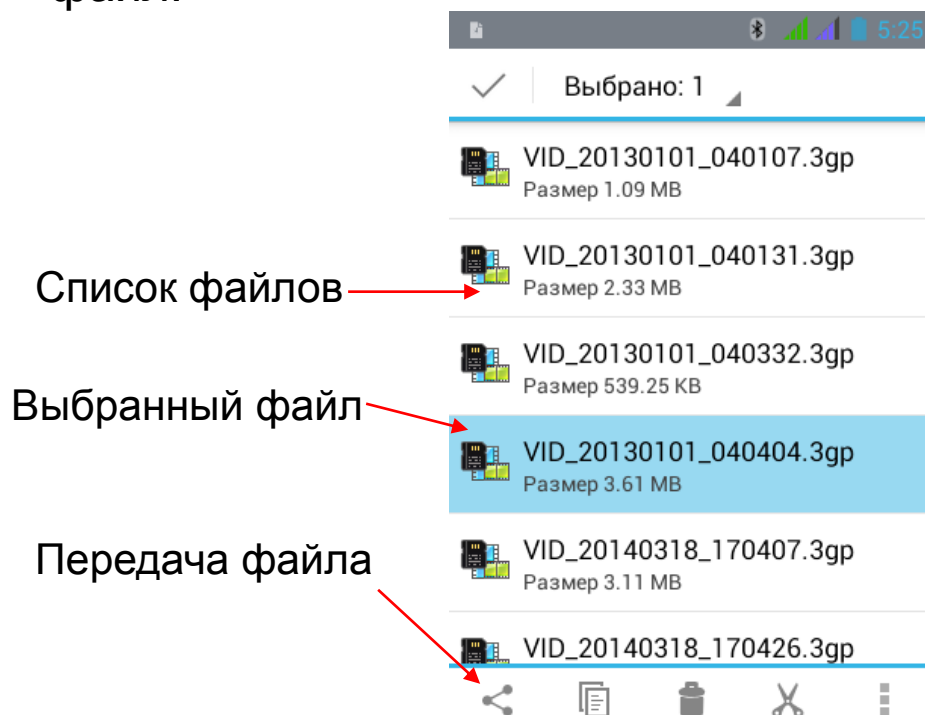 5:25
Выбрано: 1
VID_20130101_040107.3gp
Размер 1.09 MB
VID_20130101_040131.3gp
Размер 2.33 MB
Список файлов
VID_20130101_040332.3gp
Размер 539.25 KB
Выбранный файл
VID_20130101_040404.3gp
Размер 3.61 MB
Передача файла
VID_20140318_170407.3gp
Размер 3.11 MB
VID_20140318_170426.3gp